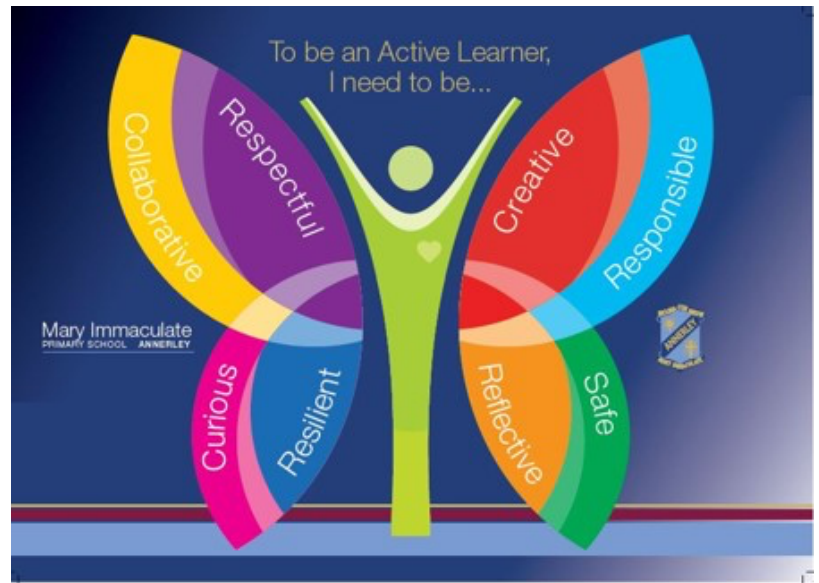 To be an Active Learner,
I need to be...
Collaborative
Respectful
Creative
Responsible
Mary Immaculate
PRIMARY SCHOOL ANNERLEY
ANNERLEY
Curious
Resilient
Reflective
Safe